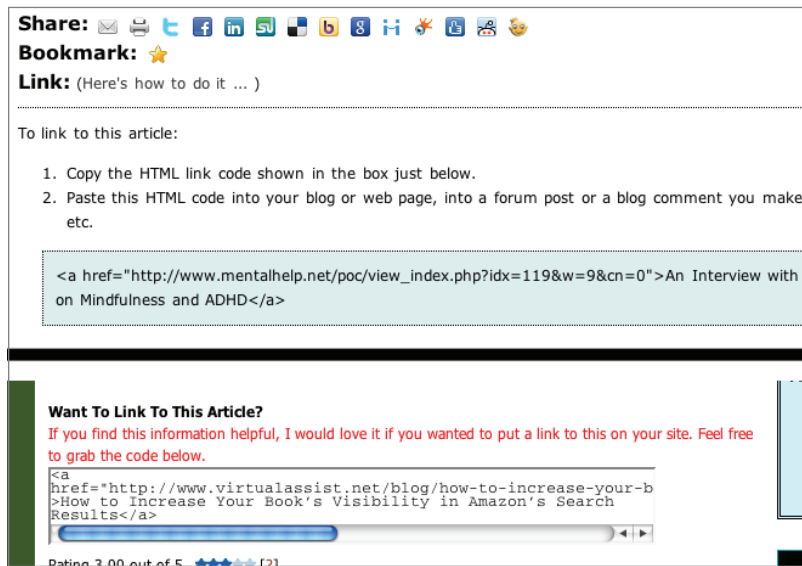 Share:
Bookmark:
Link: (Here's how to do it ... )
To link to this article:
1. Copy the HTML link code shown in the box just below.
2. Paste this HTML code into your blog or web page, into a forum post or a blog comment you make
etc.
<a href="http://www.mentalhelp.net/poc/view_index.php?idx=119&w=9&cn=0">An Interview with
on Mindfulness and ADHD</a>
Want To Link To This Article?
If you find this information helpful, I would love it if you wanted to put a link to this on your site. Feel free
to grab the code below.
<a
href="http://www.virtualassist.net/blog/how-to-increase-your-b
>How to Increase Your Book’s Visibility in Amazon’s Search
Results</a>
Rating 3.00 out of 5 [?]